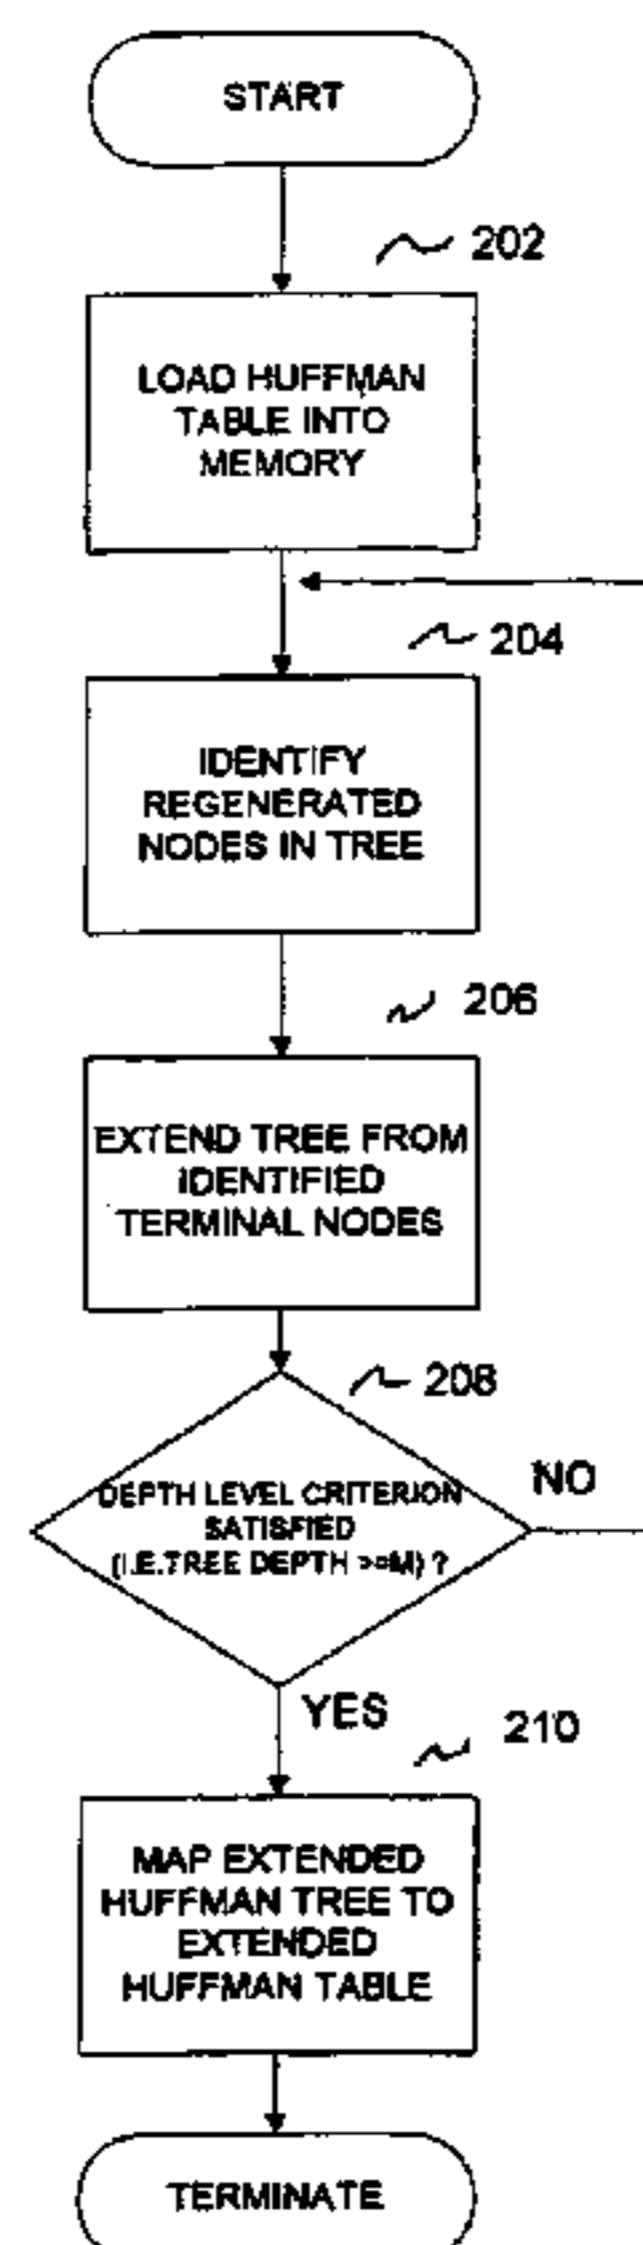 START
202
LOAD HUFFMAN
TABLE INTO
MEMORY
204
IDENTIFY
REGENERATED
NODES IN TREE
206
EXTEND TREE FROM
IDENTIFIED
TERMINAL NODES
208
DEPTH LEVEL CRITERION
SATISFIED
(I.E.TREE DEPTH >=M) ?
NO
YES
210
MAP EXTENDED
HUFFMAN TREE TO
EXTENDED
HUFFMAN TABLE
TERMINATE